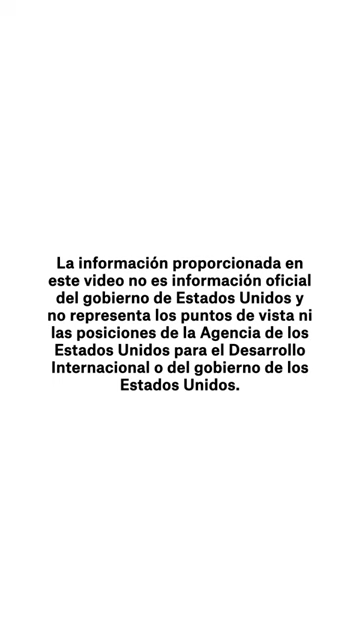 La información proporcionada en
este video no es información oficial
del gobierno de Estados Unidos y
no representa los puntos de vista ni
las posiciones de la Agencia de los
Estados Unidos para el Desarrollo
Internacional o del gobierno de los
Estados Unidos.